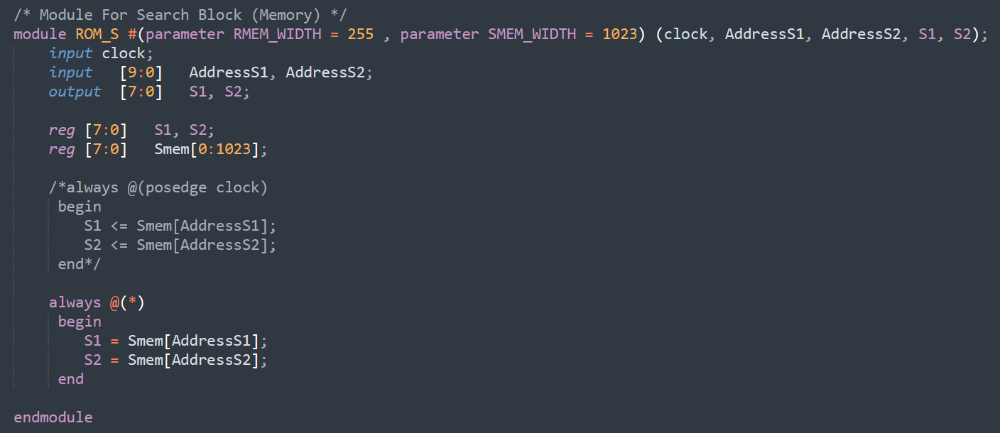 /* Module For Search Block (Memory) */
module ROM_S #(parameter RMEM_WIDTH = 255 , parameter SMEM_WIDTH = 1023) (clock, AddressS1, AddressS2, S1, S2);
    input clock;
    input   [9:0]   AddressS1, AddressS2;
    output  [7:0]   S1, S2;

    reg [7:0]   S1, S2;
    reg [7:0]   Smem[0:1023];

    /*always @(posedge clock)
     begin
        S1 <= Smem[AddressS1];
        S2 <= Smem[AddressS2];
     end*/

    always @(*)
     begin
        S1 = Smem[AddressS1];
        S2 = Smem[AddressS2];
     end

endmodule